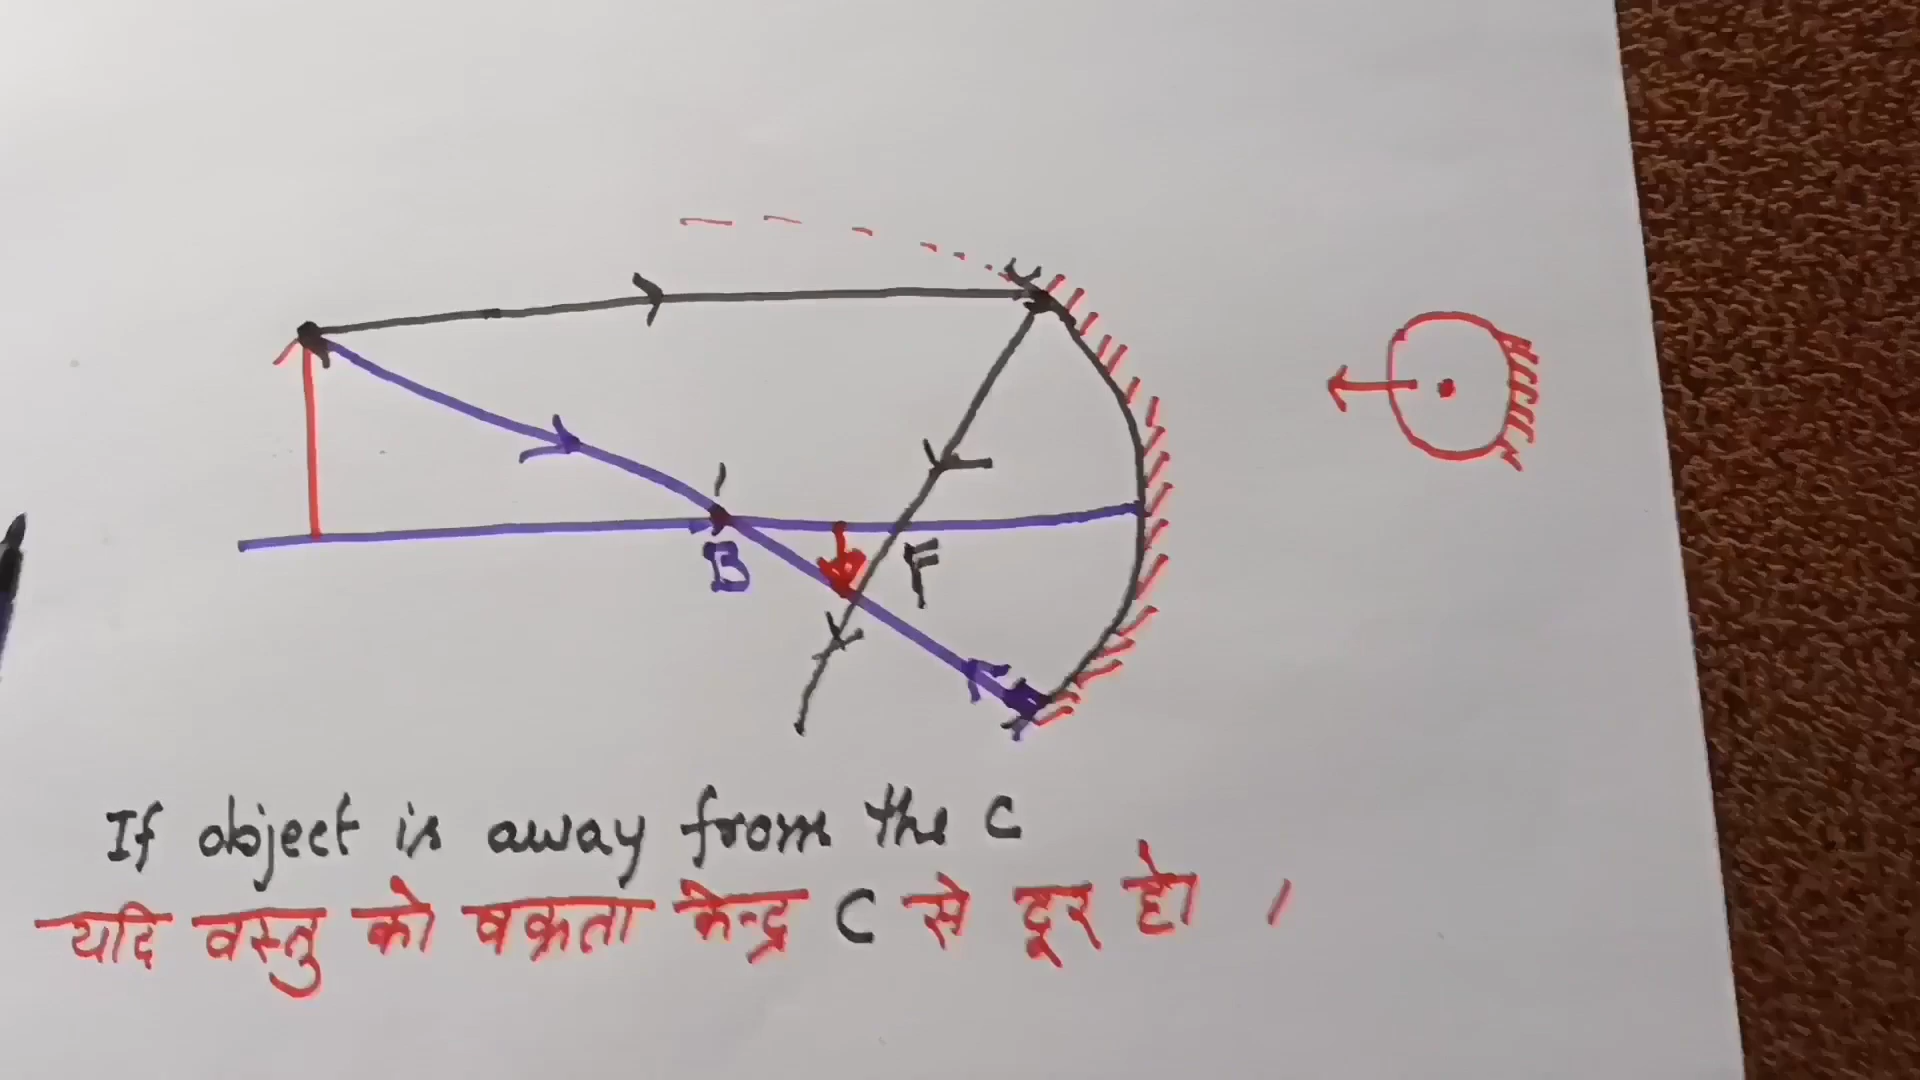 B F
If object is away from the C
यदि वस्तु को वक्रता केन्द्र C से दूर हो ।